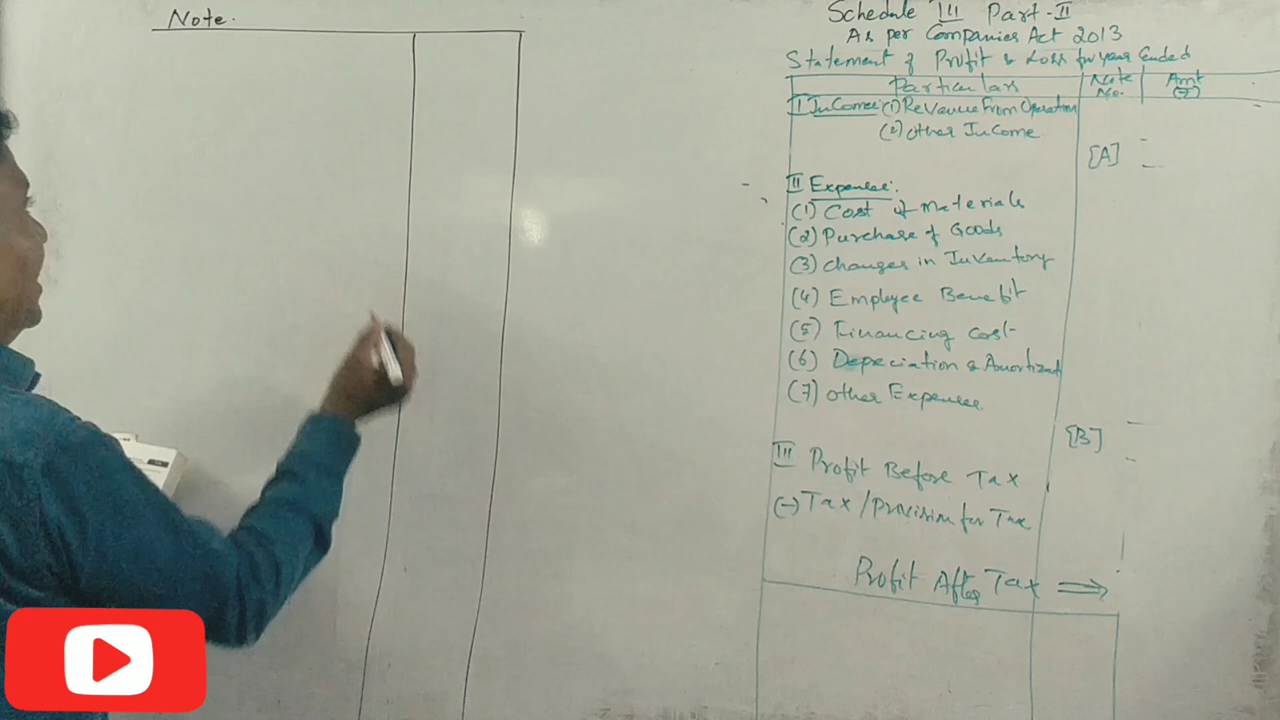 Note.
Schedule III Part-II
As per Companies Act 2013
Statement of Profit & Loss for year Ended
Particulars Note No. Amt (₹)
I Income: (1) Revenue From Operation
(2) Other Income
[A]
II Expenses:
(1) Cost of Materials
(2) Purchase of Goods
(3) Changes in Inventory
(4) Employee Benefit
(5) Financing Cost
(6) Depeciation & Amortizat
(7) Other Expenses
[B]
III Profit Before Tax
(-) Tax / Provision for Tax
Profit After Tax ⇒